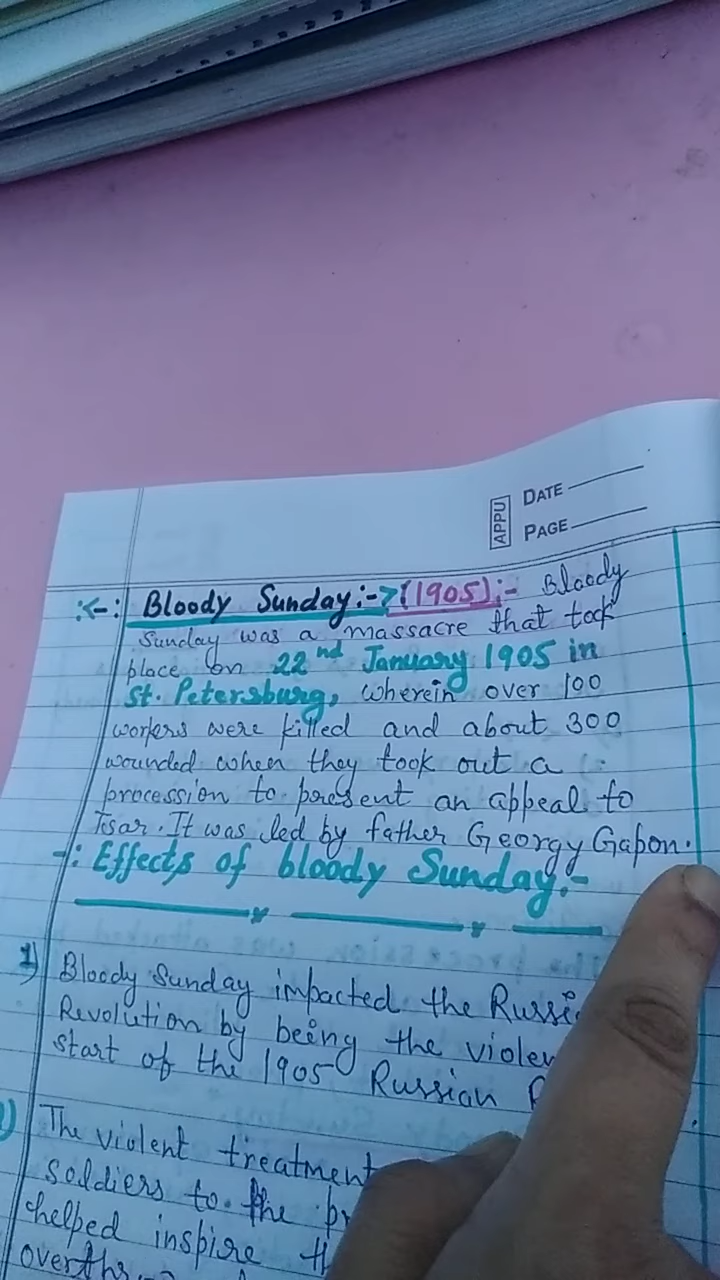 APPU
DATE
PAGE
:<-: Bloody Sunday:-> (1905):- Bloody
Sunday was a massacre that took
place on 22nd January 1905 in
St. Petersburg, wherein over 100
workers were killed and about 300
wounded when they took out a
procession to present an appeal to
Tsar. It was led by father Georgy Gapon.
-: Effects of bloody Sunday:-
1) Bloody Sunday impacted the
Revolution by being the
start of the 1905 Russian
The violent treatment
soldiers to the
helped inspire